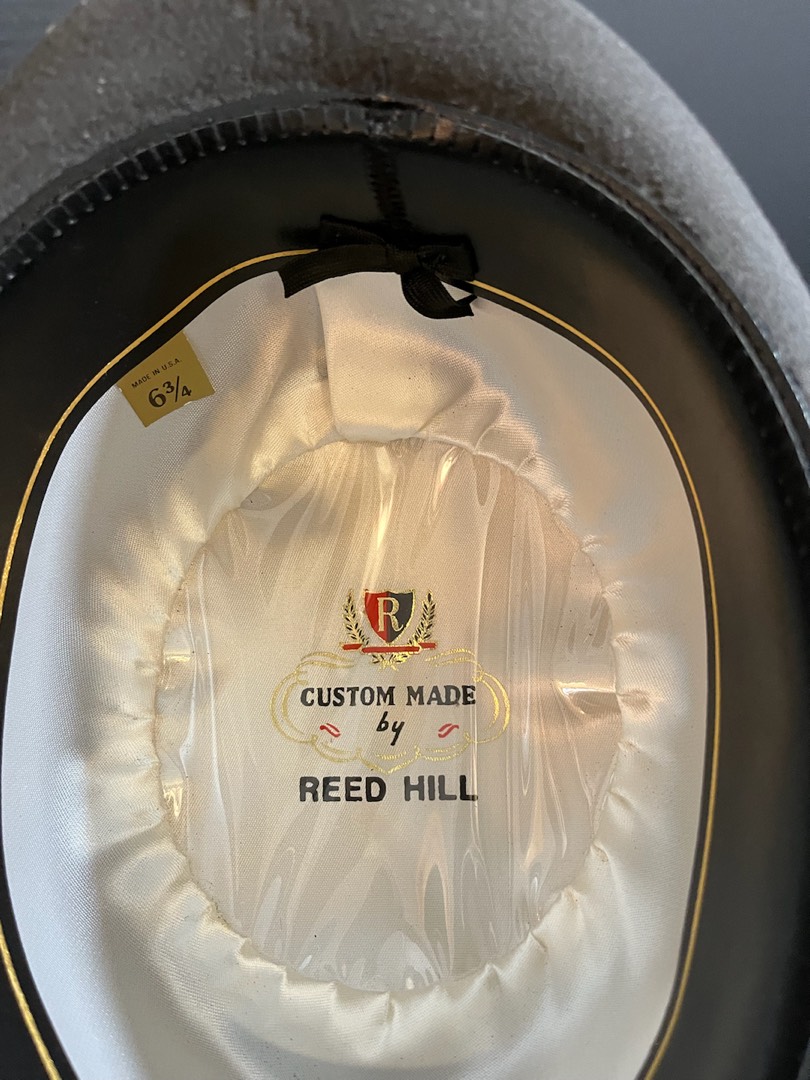 MADE IN U.S.A.
6¾
R
CUSTOM MADE
by
REED HILL